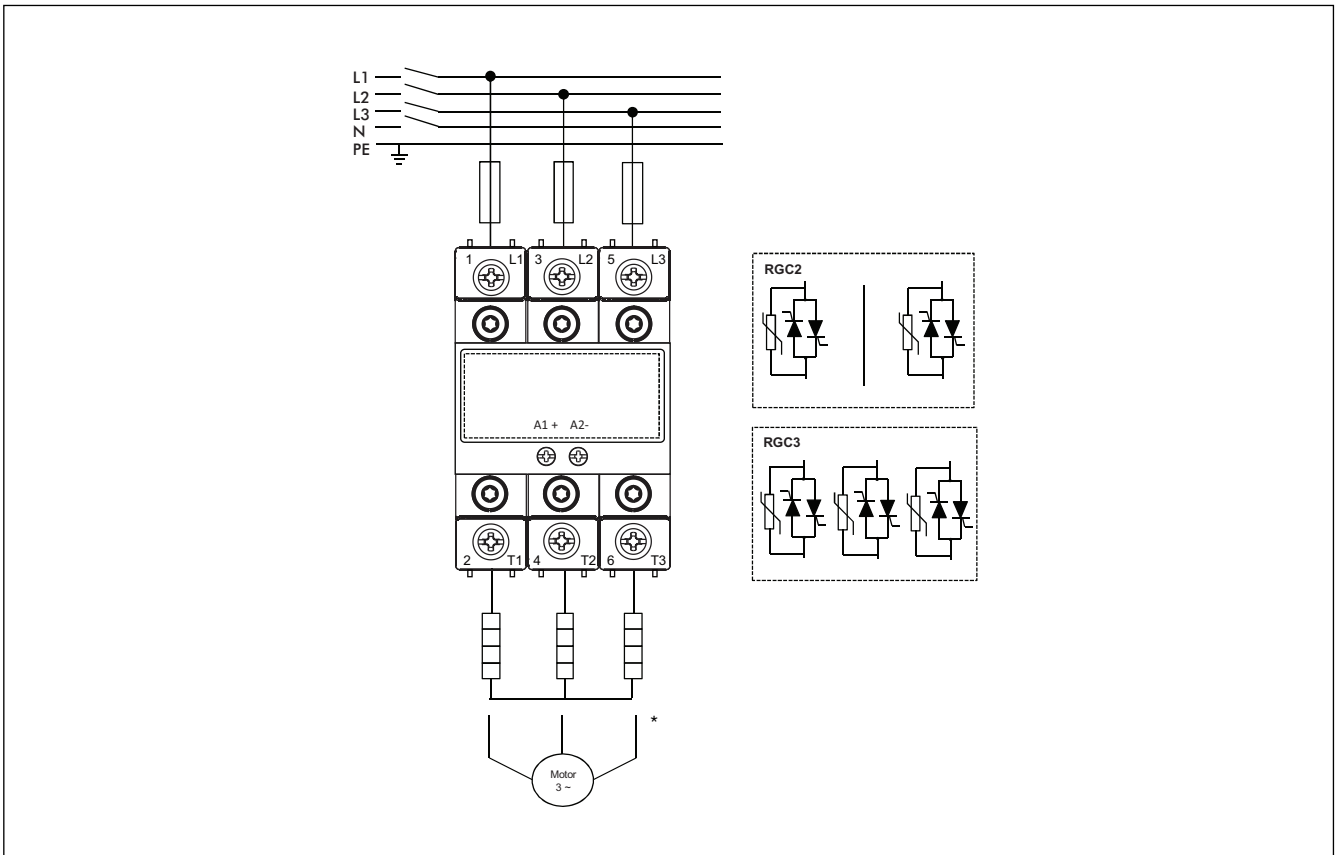 L1
L2
L3
N
PE
1 L1 3 L2 5 L3
A1 + A2-
2 T1 4 T2 6 T3
*
Motor
3 ~
RGC2
RGC3